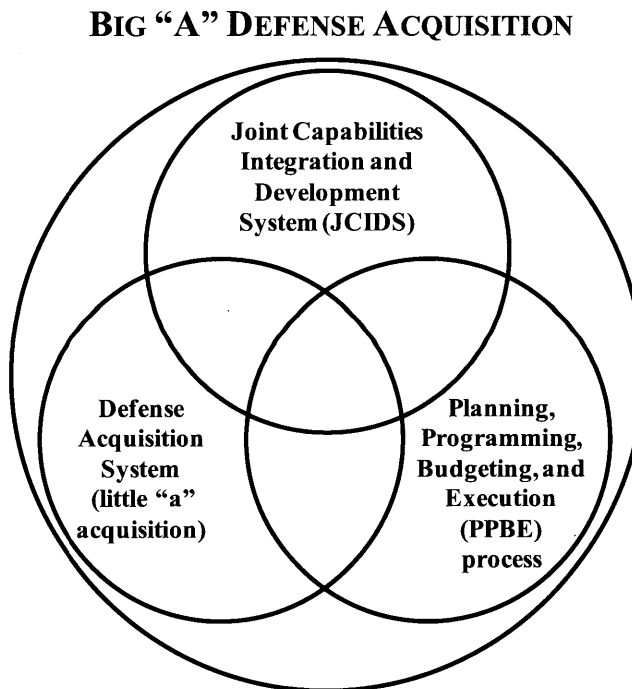 BIG “A” DEFENSE ACQUISITION
Joint Capabilities
Integration and
Development
System (JCIDS)
Defense
Acquisition
System
(little “a”
acquisition)
Planning,
Programming,
Budgeting, and
Execution
(PPBE)
process